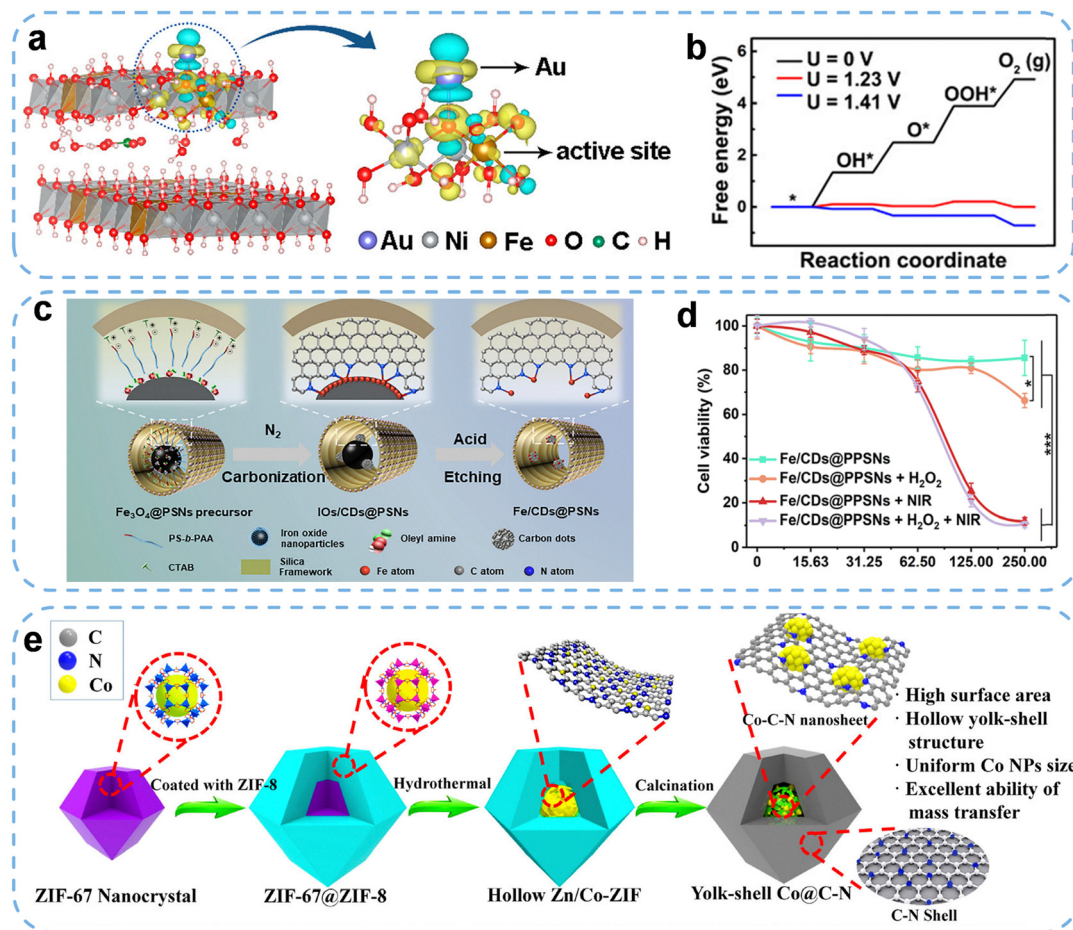 a
Au
active site
Au Ni Fe O C H
b
Free energy (eV)
6
4
2
0
U = 0 V
U = 1.23 V
U = 1.41 V
*
OH*
O*
OOH*
O₂ (g)
Reaction coordinate
c
N₂
Carbonization
Acid
Etching
Fe₃O₄@PSNs precursor
IOs/CDs@PSNs
Fe/CDs@PSNs
PS-b-PAA
Iron oxide
nanoparticles
Oleyl amine
Carbon dots
CTAB
Silica
Framework
Fe atom
C atom
N atom
d
Cell viability (%)
100
80
60
40
20
0
Fe/CDs@PPSNs
Fe/CDs@PPSNs + H₂O₂
Fe/CDs@PPSNs + NIR
Fe/CDs@PPSNs + H₂O₂ + NIR
*
***
0 15.63 31.25 62.50 125.00 250.00
e
C
N
Co
Coated with ZIF-8
Hydrothermal
Calcination
Co-C-N nanosheet
· High surface area
· Hollow yolk-shell
structure
· Uniform Co NPs size
· Excellent ability of
mass transfer
ZIF-67 Nanocrystal
ZIF-67@ZIF-8
Hollow Zn/Co-ZIF
Yolk-shell Co@C-N
C-N Shell